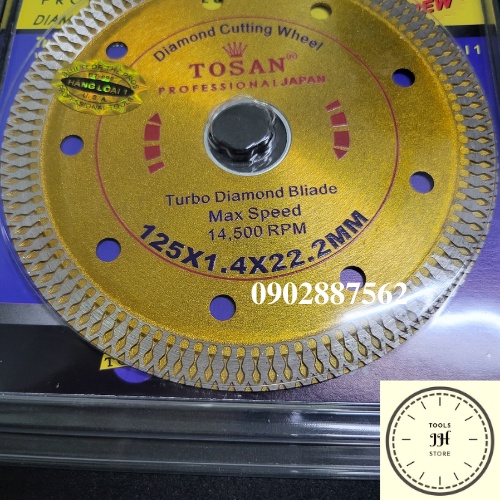 Diamond Cutting Wheel
TOSAN
PROFESSIONAL JAPAN
HÀNG LOẠI 1
U.S.A
Turbo Diamond Bliade
Max Speed
14,500 RPM
125X1.4X22.2MM
0902887562
TOOLS
JH
STORE